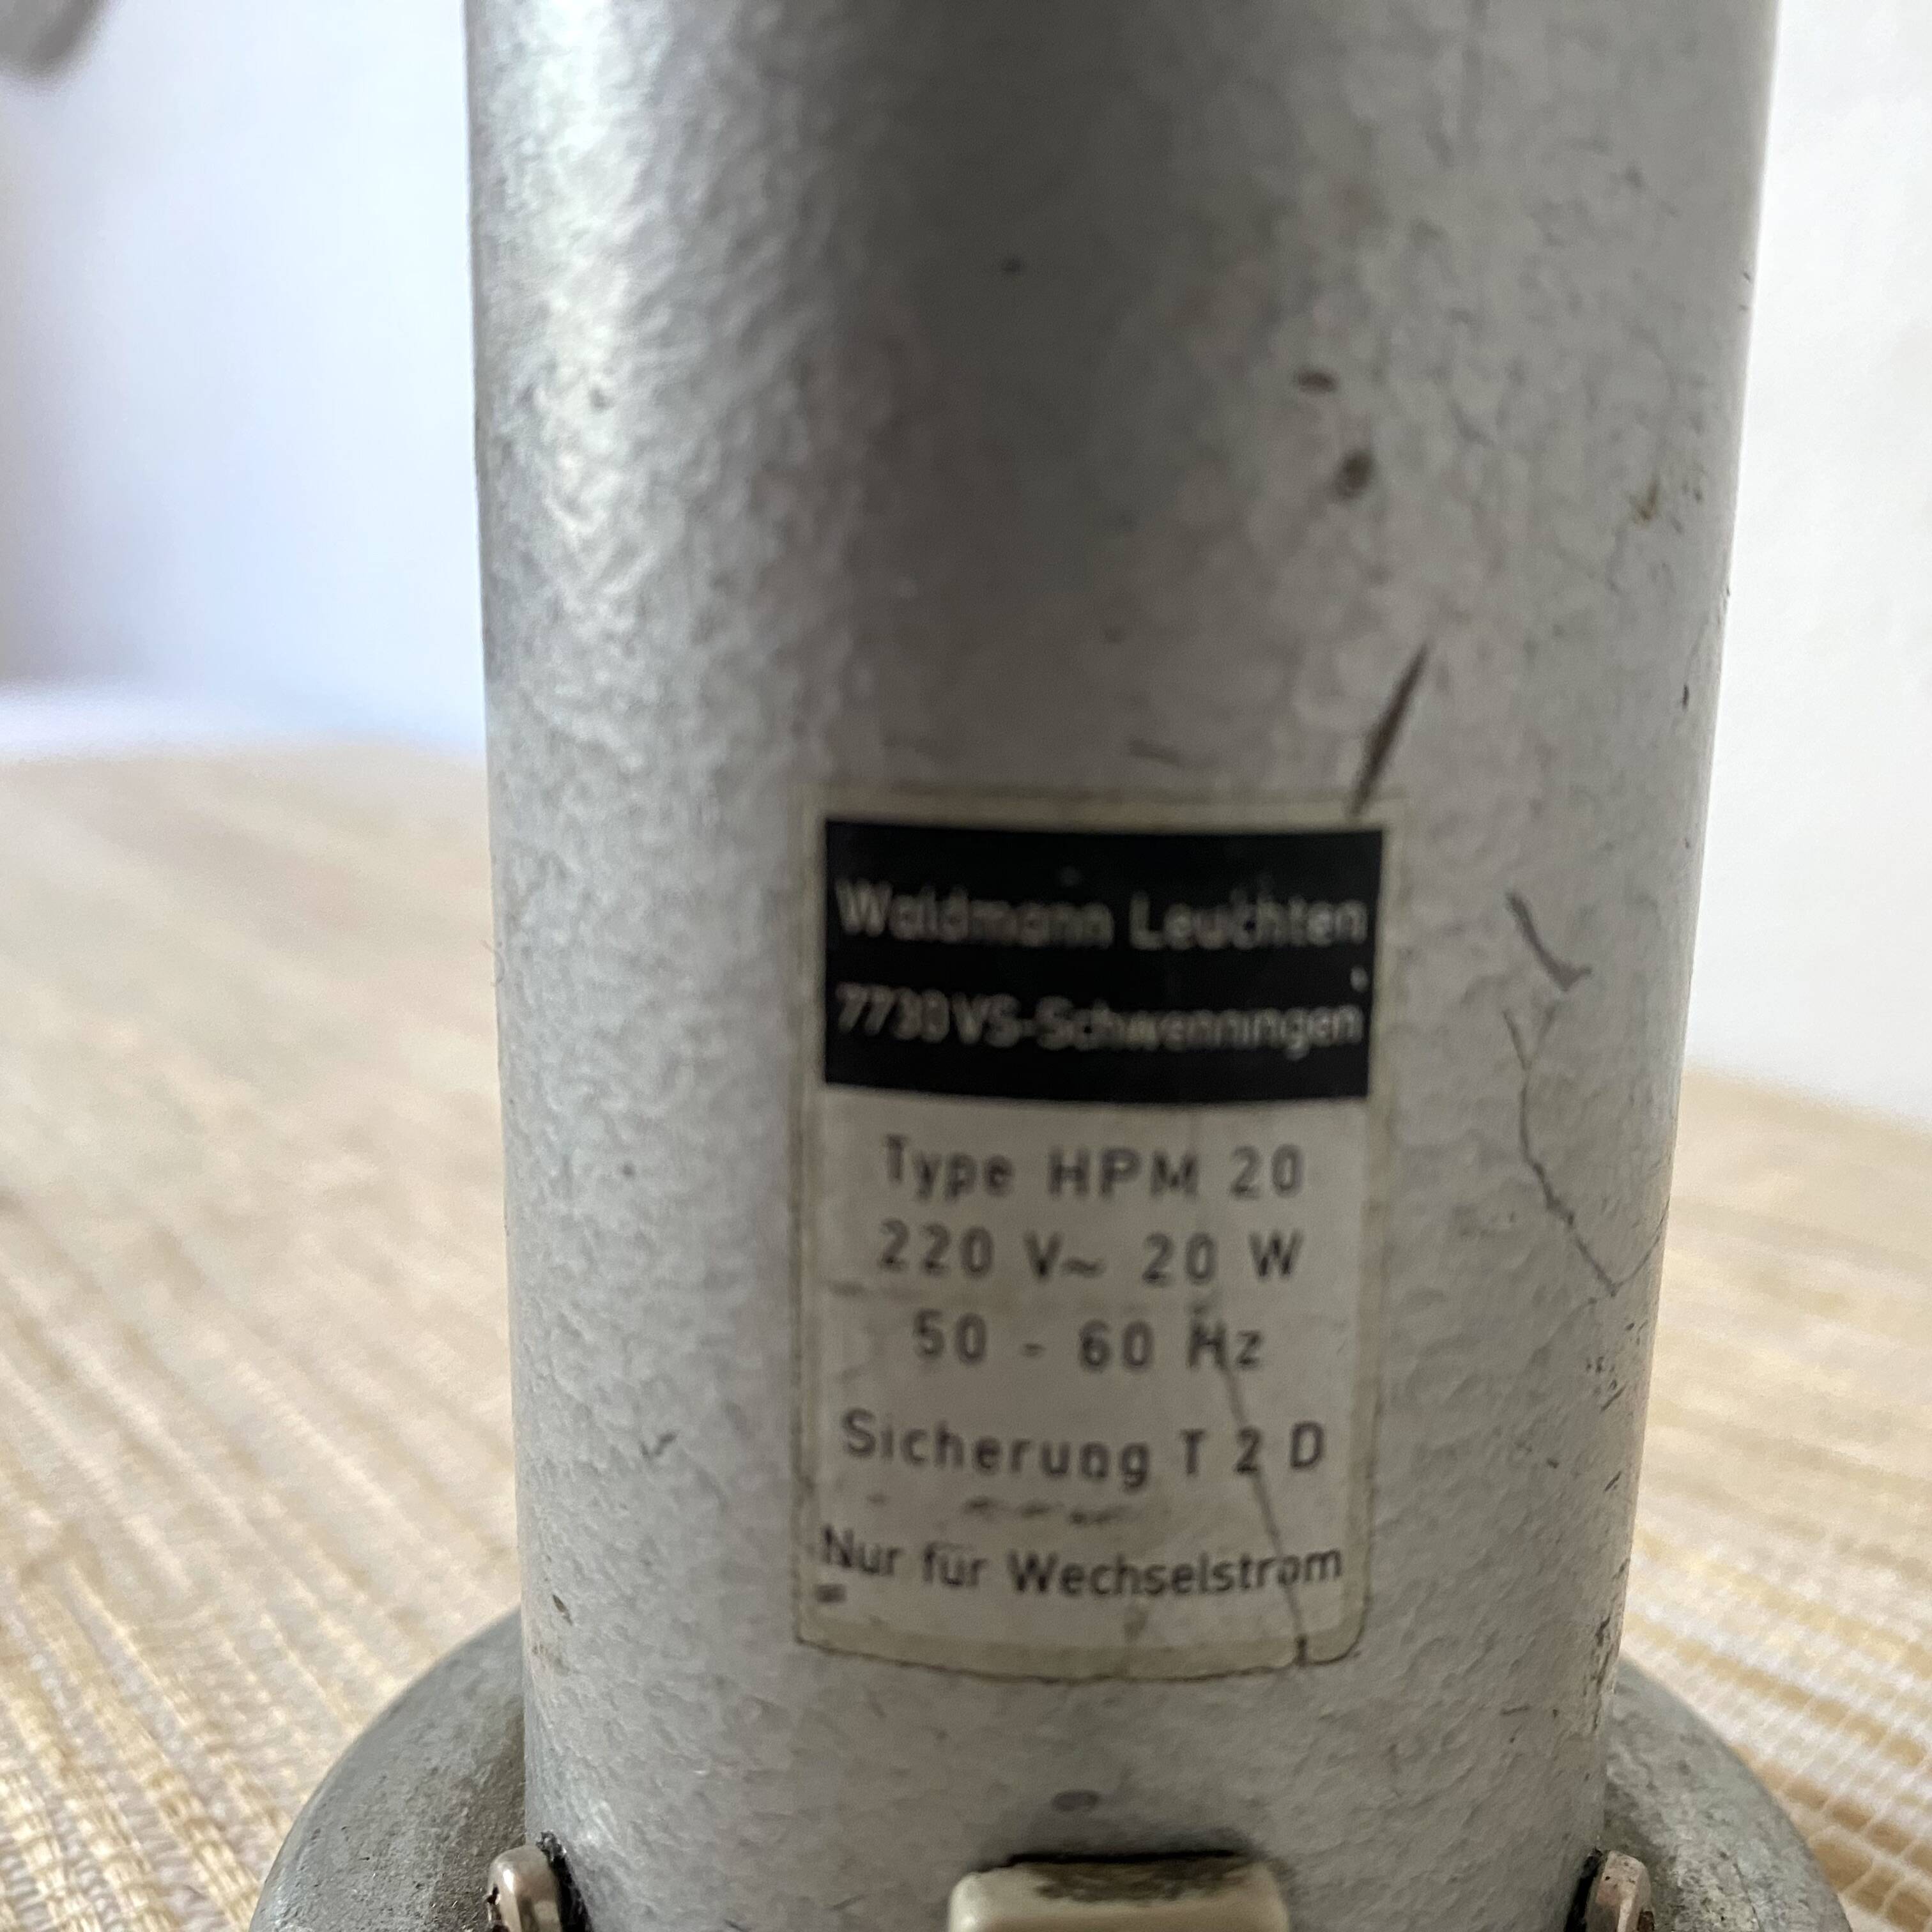 Waldmann Leuchten
7730 VS-Schwenningen
Type HPM 20
220 V~ 20 W
50 - 60 Hz
Sicherung T 2 D
Nur für Wechselstrom